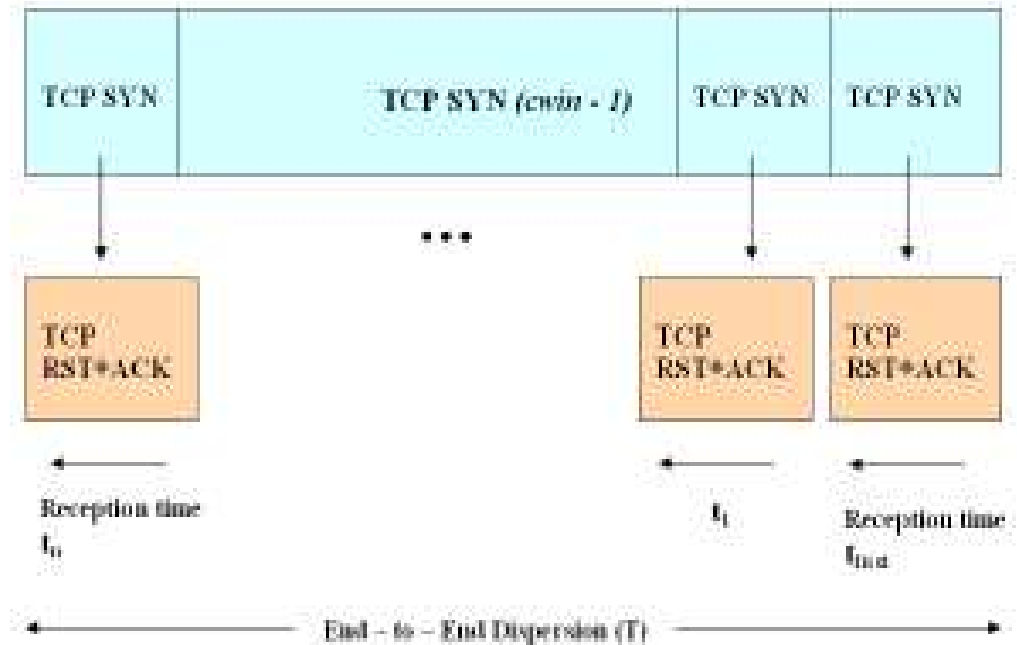 TCP SYN
TCP SYN (cwin - 1)
TCP SYN
TCP SYN
...
TCP
RST+ACK
TCP
RST+ACK
TCP
RST+ACK
Reception time
t
t
Reception time
t
End – to – End Dispersion (T)